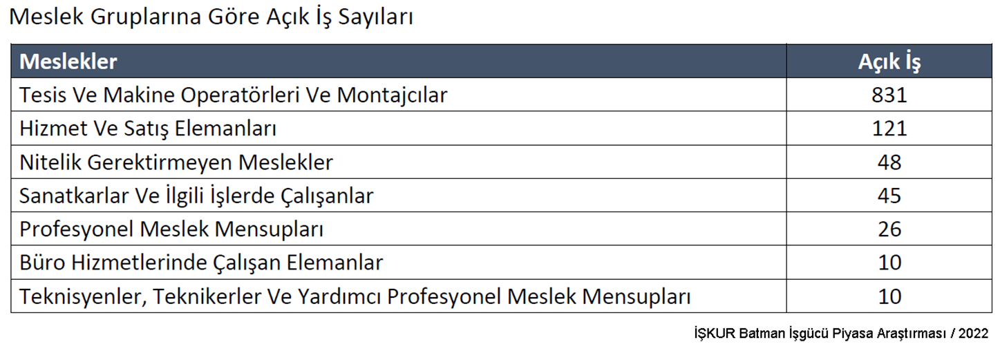 Meslek Gruplarına Göre Açık İş Sayıları
Meslekler Açık İş
Tesis Ve Makine Operatörleri Ve Montajcılar 831
Hizmet Ve Satış Elemanları 121
Nitelik Gerektirmeyen Meslekler 48
Sanatkarlar Ve İlgili İşlerde Çalışanlar 45
Profesyonel Meslek Mensupları 26
Büro Hizmetlerinde Çalışan Elemanlar 10
Teknisyenler, Teknikerler Ve Yardımcı Profesyonel Meslek Mensupları 10
İŞKUR Batman İşgücü Piyasa Araştırması / 2022